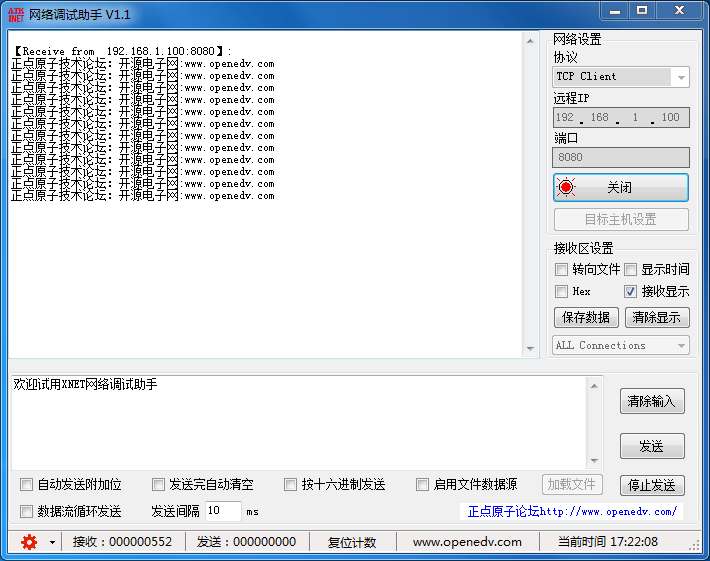 ATK
XNET
网络调试助手 V1.1
【Receive from 192.168.1.100:8080】:
正点原子技术论坛: 开源电子网:www.openedv.com
正点原子技术论坛: 开源电子网:www.openedv.com
正点原子技术论坛: 开源电子网:www.openedv.com
正点原子技术论坛: 开源电子网:www.openedv.com
正点原子技术论坛: 开源电子网:www.openedv.com
正点原子技术论坛: 开源电子网:www.openedv.com
正点原子技术论坛: 开源电子网:www.openedv.com
正点原子技术论坛: 开源电子网:www.openedv.com
正点原子技术论坛: 开源电子网:www.openedv.com
正点原子技术论坛: 开源电子网:www.openedv.com
正点原子技术论坛: 开源电子网:www.openedv.com
正点原子技术论坛: 开源电子网:www.openedv.com
网络设置
协议
TCP Client
远程IP
192 . 168 . 1 . 100
端口
8080
关闭
目标主机设置
接收区设置
转向文件 显示时间
Hex 接收显示
保存数据 清除显示
ALL Connections
欢迎试用XNET网络调试助手
清除输入
发送
自动发送附加位 发送完自动清空 按十六进制发送 启用文件数据源 加载文件 停止发送
数据流循环发送 发送间隔 10 ms 正点原子论坛http://www.openedv.com/
接收：000000552 发送：000000000 复位计数 www.openedv.com 当前时间 17:22:08